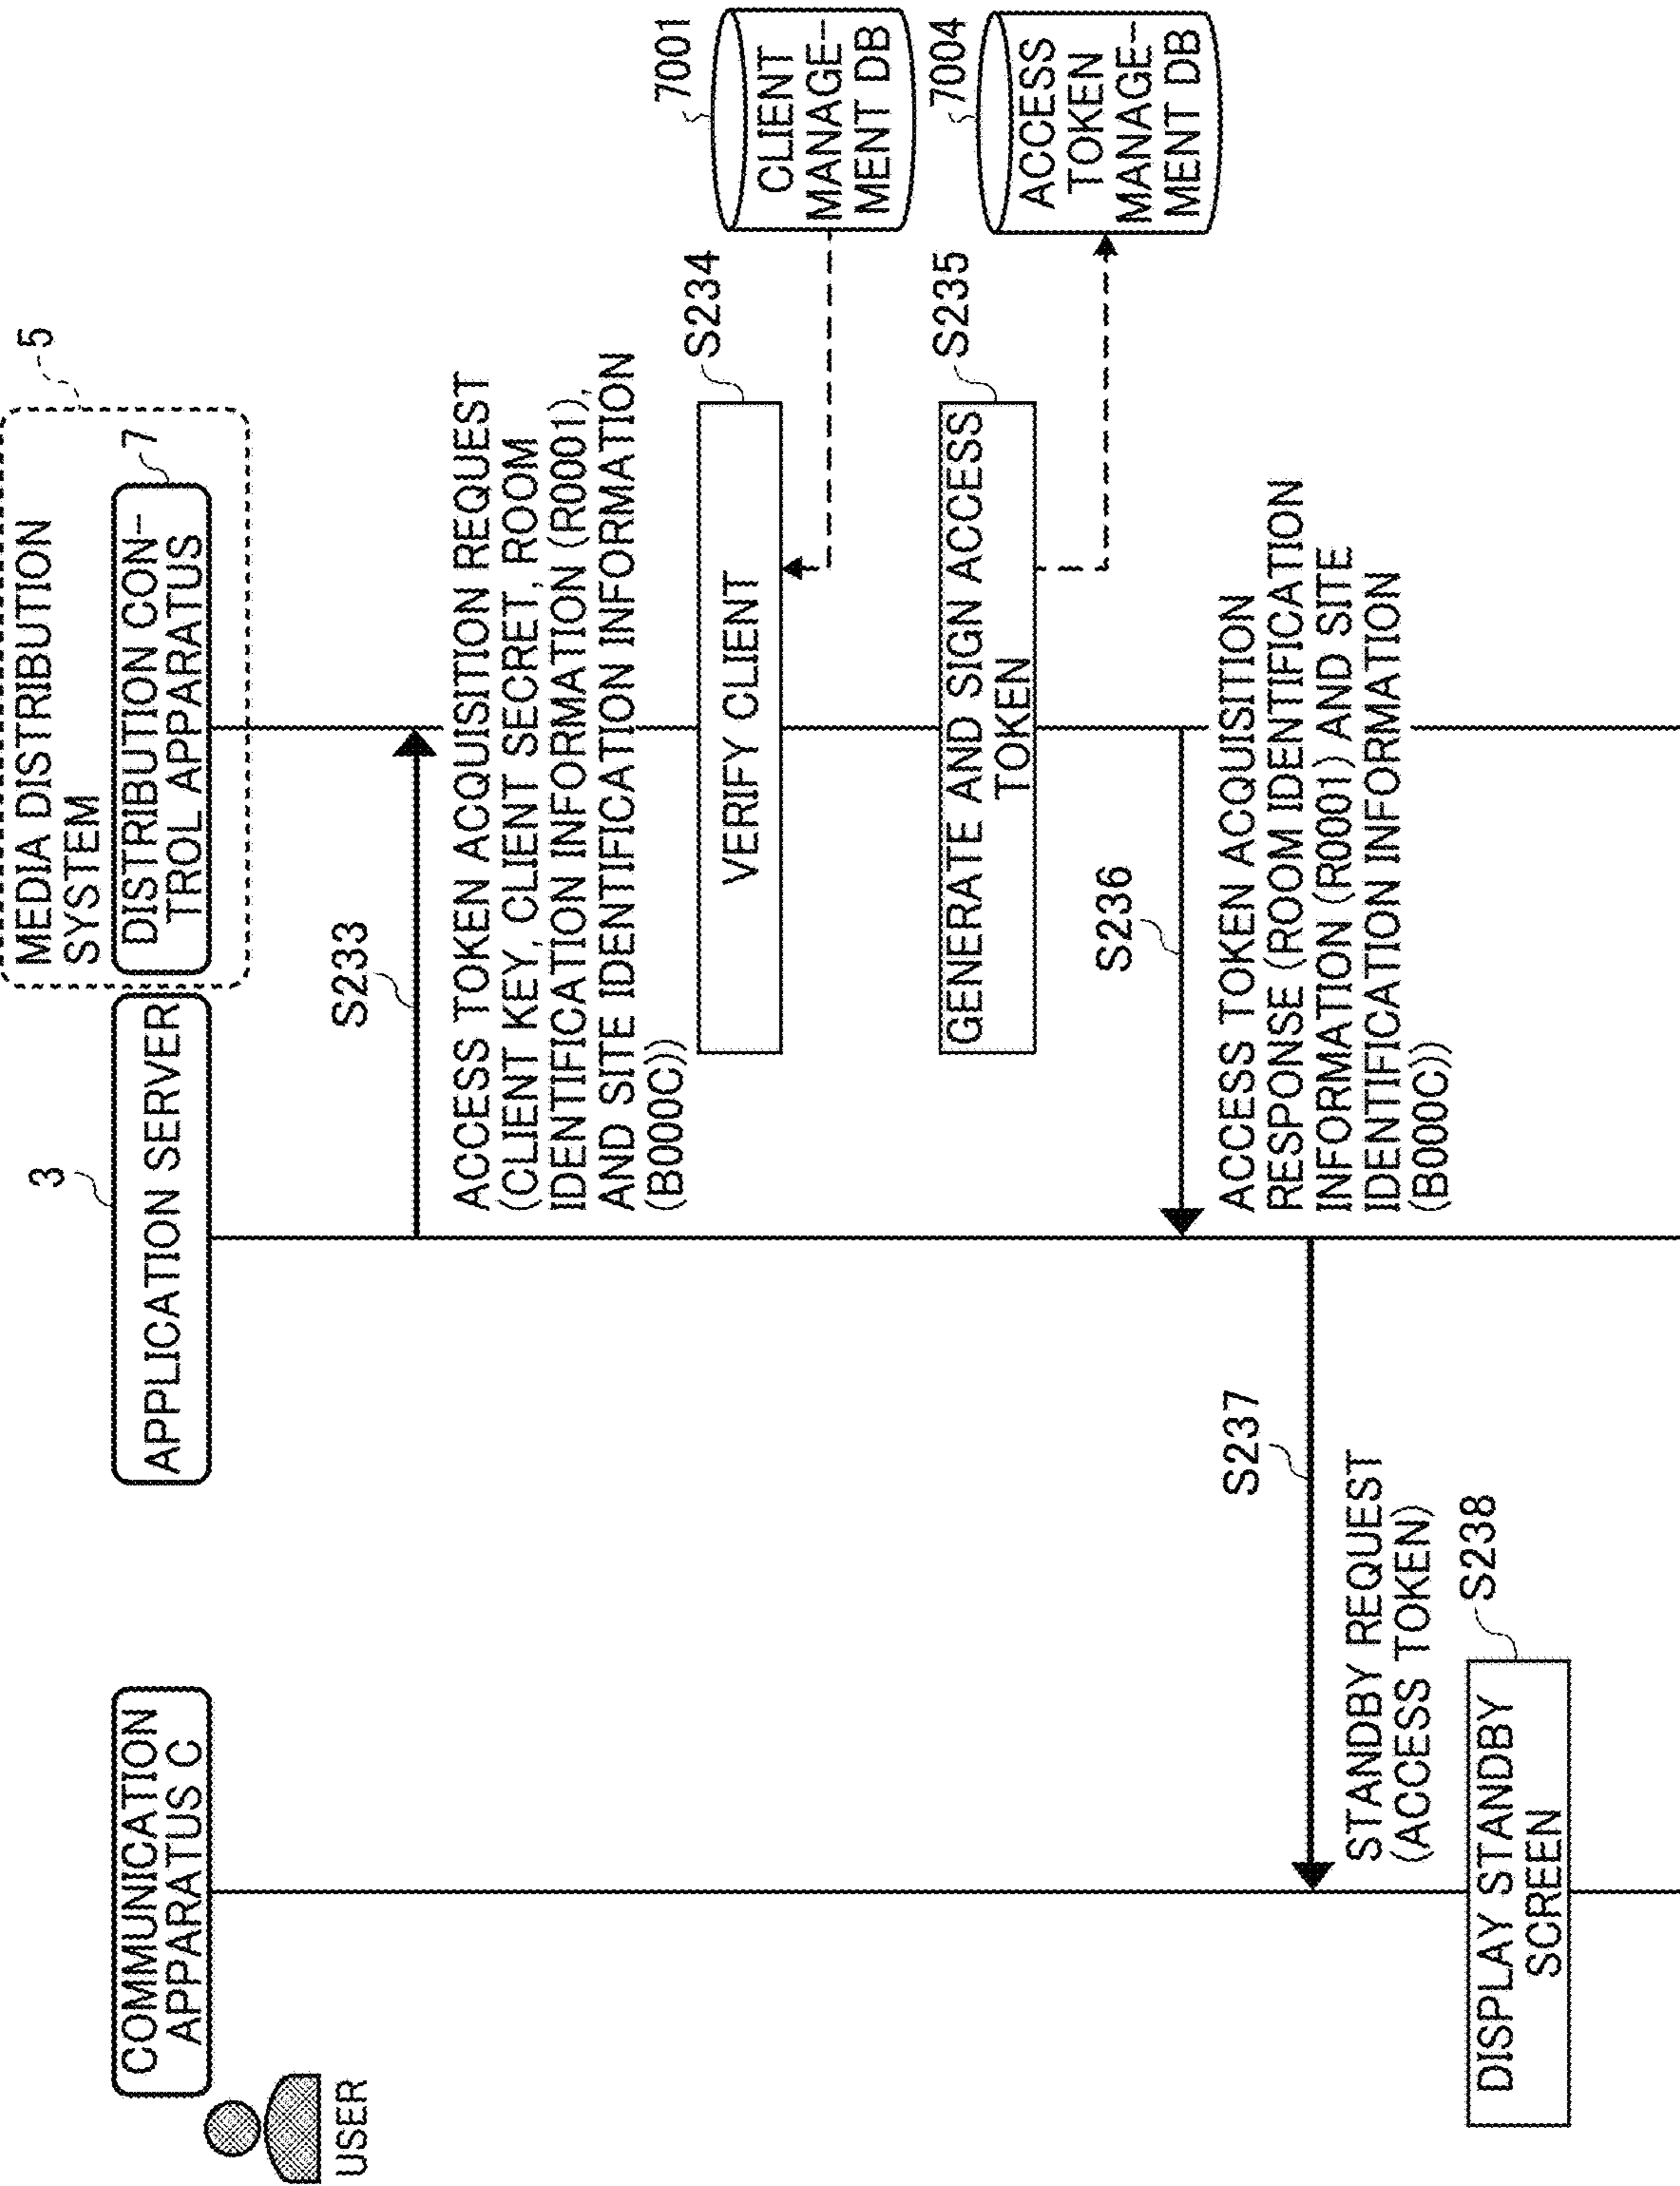 USER
COMMUNICATION
APPARATUS C
3
APPLICATION SERVER
MEDIA DISTRIBUTION
SYSTEM
5
7
DISTRIBUTION CON-
TROL APPARATUS
S233
ACCESS TOKEN ACQUISITION REQUEST
(CLIENT KEY, CLIENT SECRET, ROOM
IDENTIFICATION INFORMATION (R0001),
AND SITE IDENTIFICATION INFORMATION
(B000C))
S234
VERIFY CLIENT
7001
CLIENT
MANAGE-
MENT DB
S235
GENERATE AND SIGN ACCESS
TOKEN
7004
ACCESS
TOKEN
MANAGE-
MENT DB
S236
ACCESS TOKEN ACQUISITION
RESPONSE (ROOM IDENTIFICATION
INFORMATION (R0001) AND SITE
IDENTIFICATION INFORMATION
(B000C))
S237
STANDBY REQUEST
(ACCESS TOKEN)
S238
DISPLAY STANDBY
SCREEN